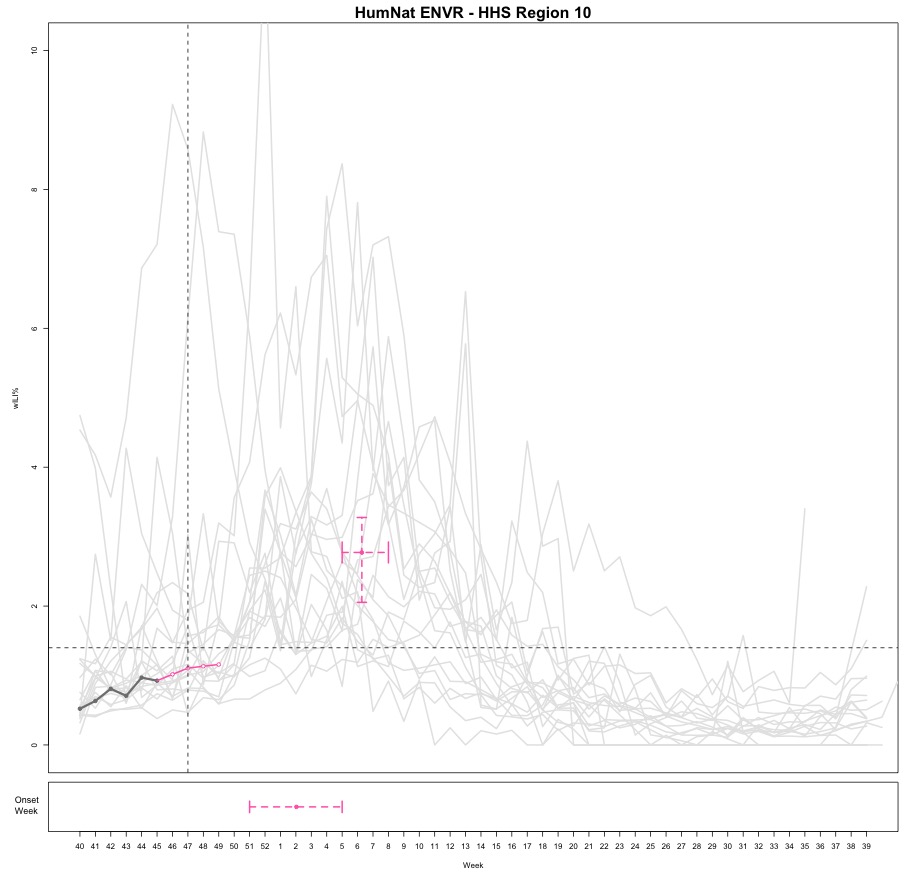 HumNat ENVR - HHS Region 10
10
8
6
4
2
0
wILI%
Onset
Week
40 41 42 43 44 45 46 47 48 49 50 51 52 1 2 3 4 5 6 7 8 9 10 11 12 13 14 15 16 17 18 19 20 21 22 23 24 25 26 27 28 29 30 31 32 33 34 35 36 37 38 39
Week